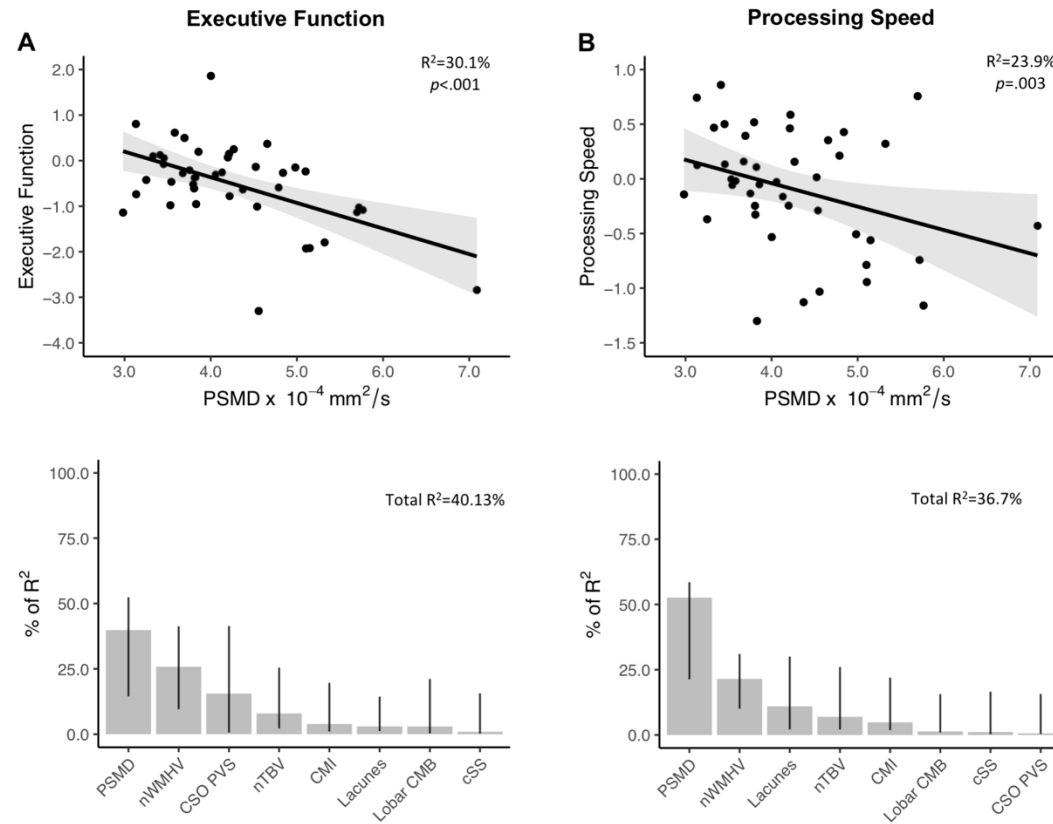 Executive Function
A
R²=30.1%
p<.001
Executive Function
2.0
1.0
0.0
−1.0
−2.0
−3.0
−4.0
3.0 4.0 5.0 6.0 7.0
PSMD x 10⁻⁴ mm²/s
Processing Speed
B
R²=23.9%
p=.003
Processing Speed
1.0
0.5
0.0
−0.5
−1.0
−1.5
3.0 4.0 5.0 6.0 7.0
PSMD x 10⁻⁴ mm²/s
Total R²=40.13%
% of R²
100.0
75.0
50.0
25.0
0.0
PSMD
nWMHV
CSO PVS
nTBV
CMI
Lacunes
Lobar CMB
cSS
Total R²=36.7%
% of R²
100.0
75.0
50.0
25.0
0.0
PSMD
nWMHV
Lacunes
nTBV
CMI
Lobar CMB
cSS
CSO PVS